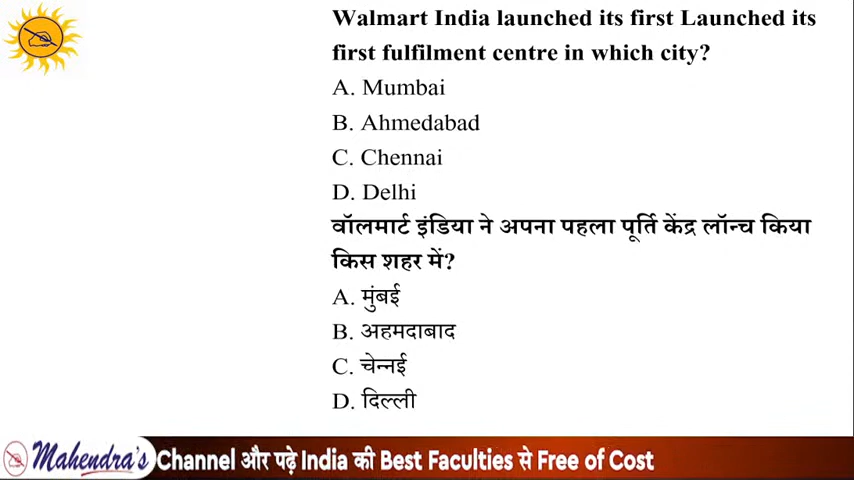 Walmart India launched its first Launched its
first fulfilment centre in which city?
A. Mumbai
B. Ahmedabad
C. Chennai
D. Delhi
वॉलमार्ट इंडिया ने अपना पहला पूर्ति केंद्र लॉन्च किया
किस शहर में?
A. मुंबई
B. अहमदाबाद
C. चेन्नई
D. दिल्ली
Mahendra's Channel और पढ़े India की Best Faculties से Free of Cost